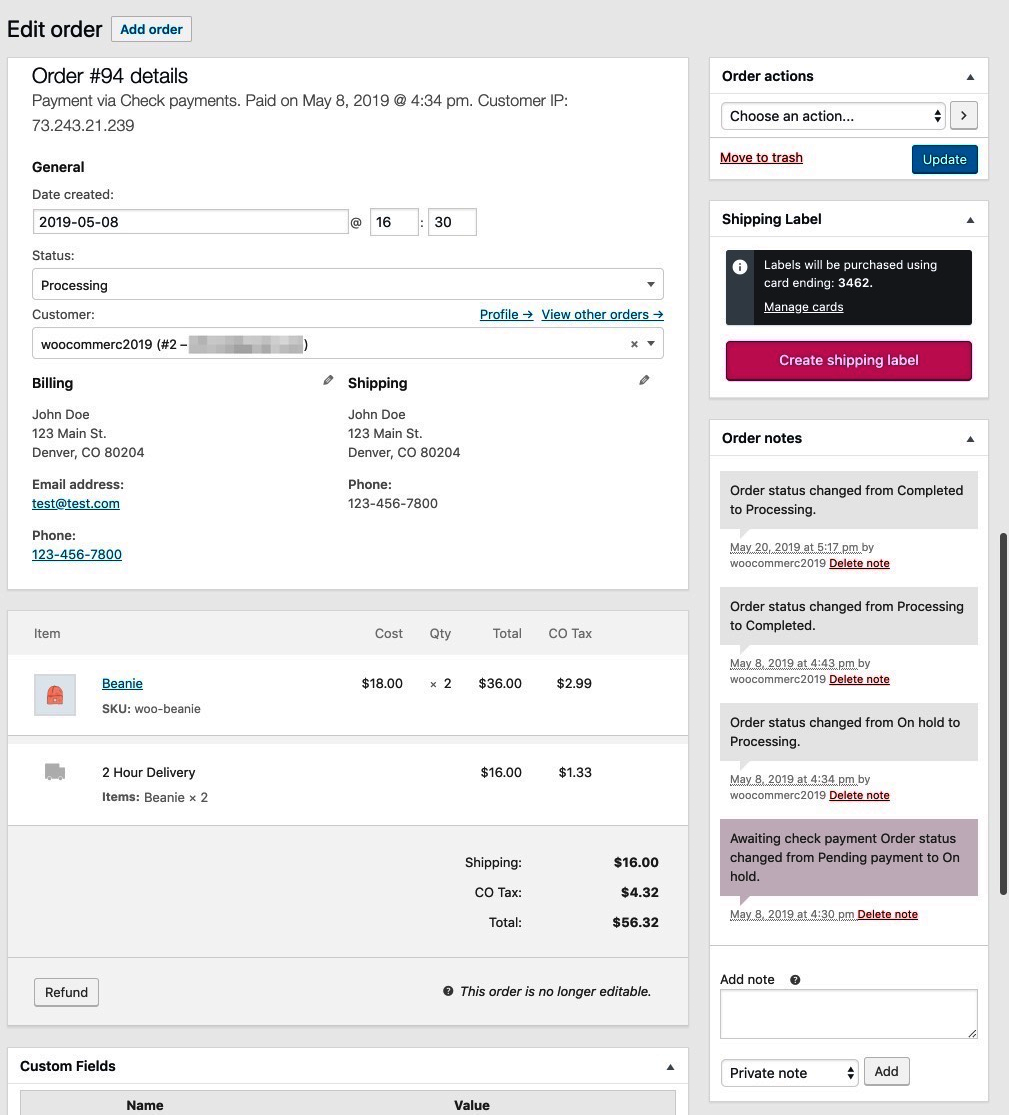 Edit order Add order
Order #94 details
Payment via Check payments. Paid on May 8, 2019 @ 4:34 pm. Customer IP:
73.243.21.239
General
Date created:
2019-05-08 @ 16 : 30
Status:
Processing
Customer: Profile → View other orders →
woocommerc2019 (#2 – ) ×
Billing
John Doe
123 Main St.
Denver, CO 80204
Email address:
test@test.com
Phone:
123-456-7800
Shipping
John Doe
123 Main St.
Denver, CO 80204
Phone:
123-456-7800
Item Cost Qty Total CO Tax
Beanie $18.00 × 2 $36.00 $2.99
SKU: woo-beanie
2 Hour Delivery $16.00 $1.33
Items: Beanie × 2
Shipping: $16.00
CO Tax: $4.32
Total: $56.32
Refund ? This order is no longer editable.
Custom Fields
Name Value
Order actions
Choose an action...
Move to trash Update
Shipping Label
Labels will be purchased using
card ending: 3462.
Manage cards
Create shipping label
Order notes
Order status changed from Completed
to Processing.
May 20, 2019 at 5:17 pm by
woocommerc2019 Delete note
Order status changed from Processing
to Completed.
May 8, 2019 at 4:43 pm by
woocommerc2019 Delete note
Order status changed from On hold to
Processing.
May 8, 2019 at 4:34 pm by
woocommerc2019 Delete note
Awaiting check payment Order status
changed from Pending payment to On
hold.
May 8, 2019 at 4:30 pm Delete note
Add note ?
Private note Add